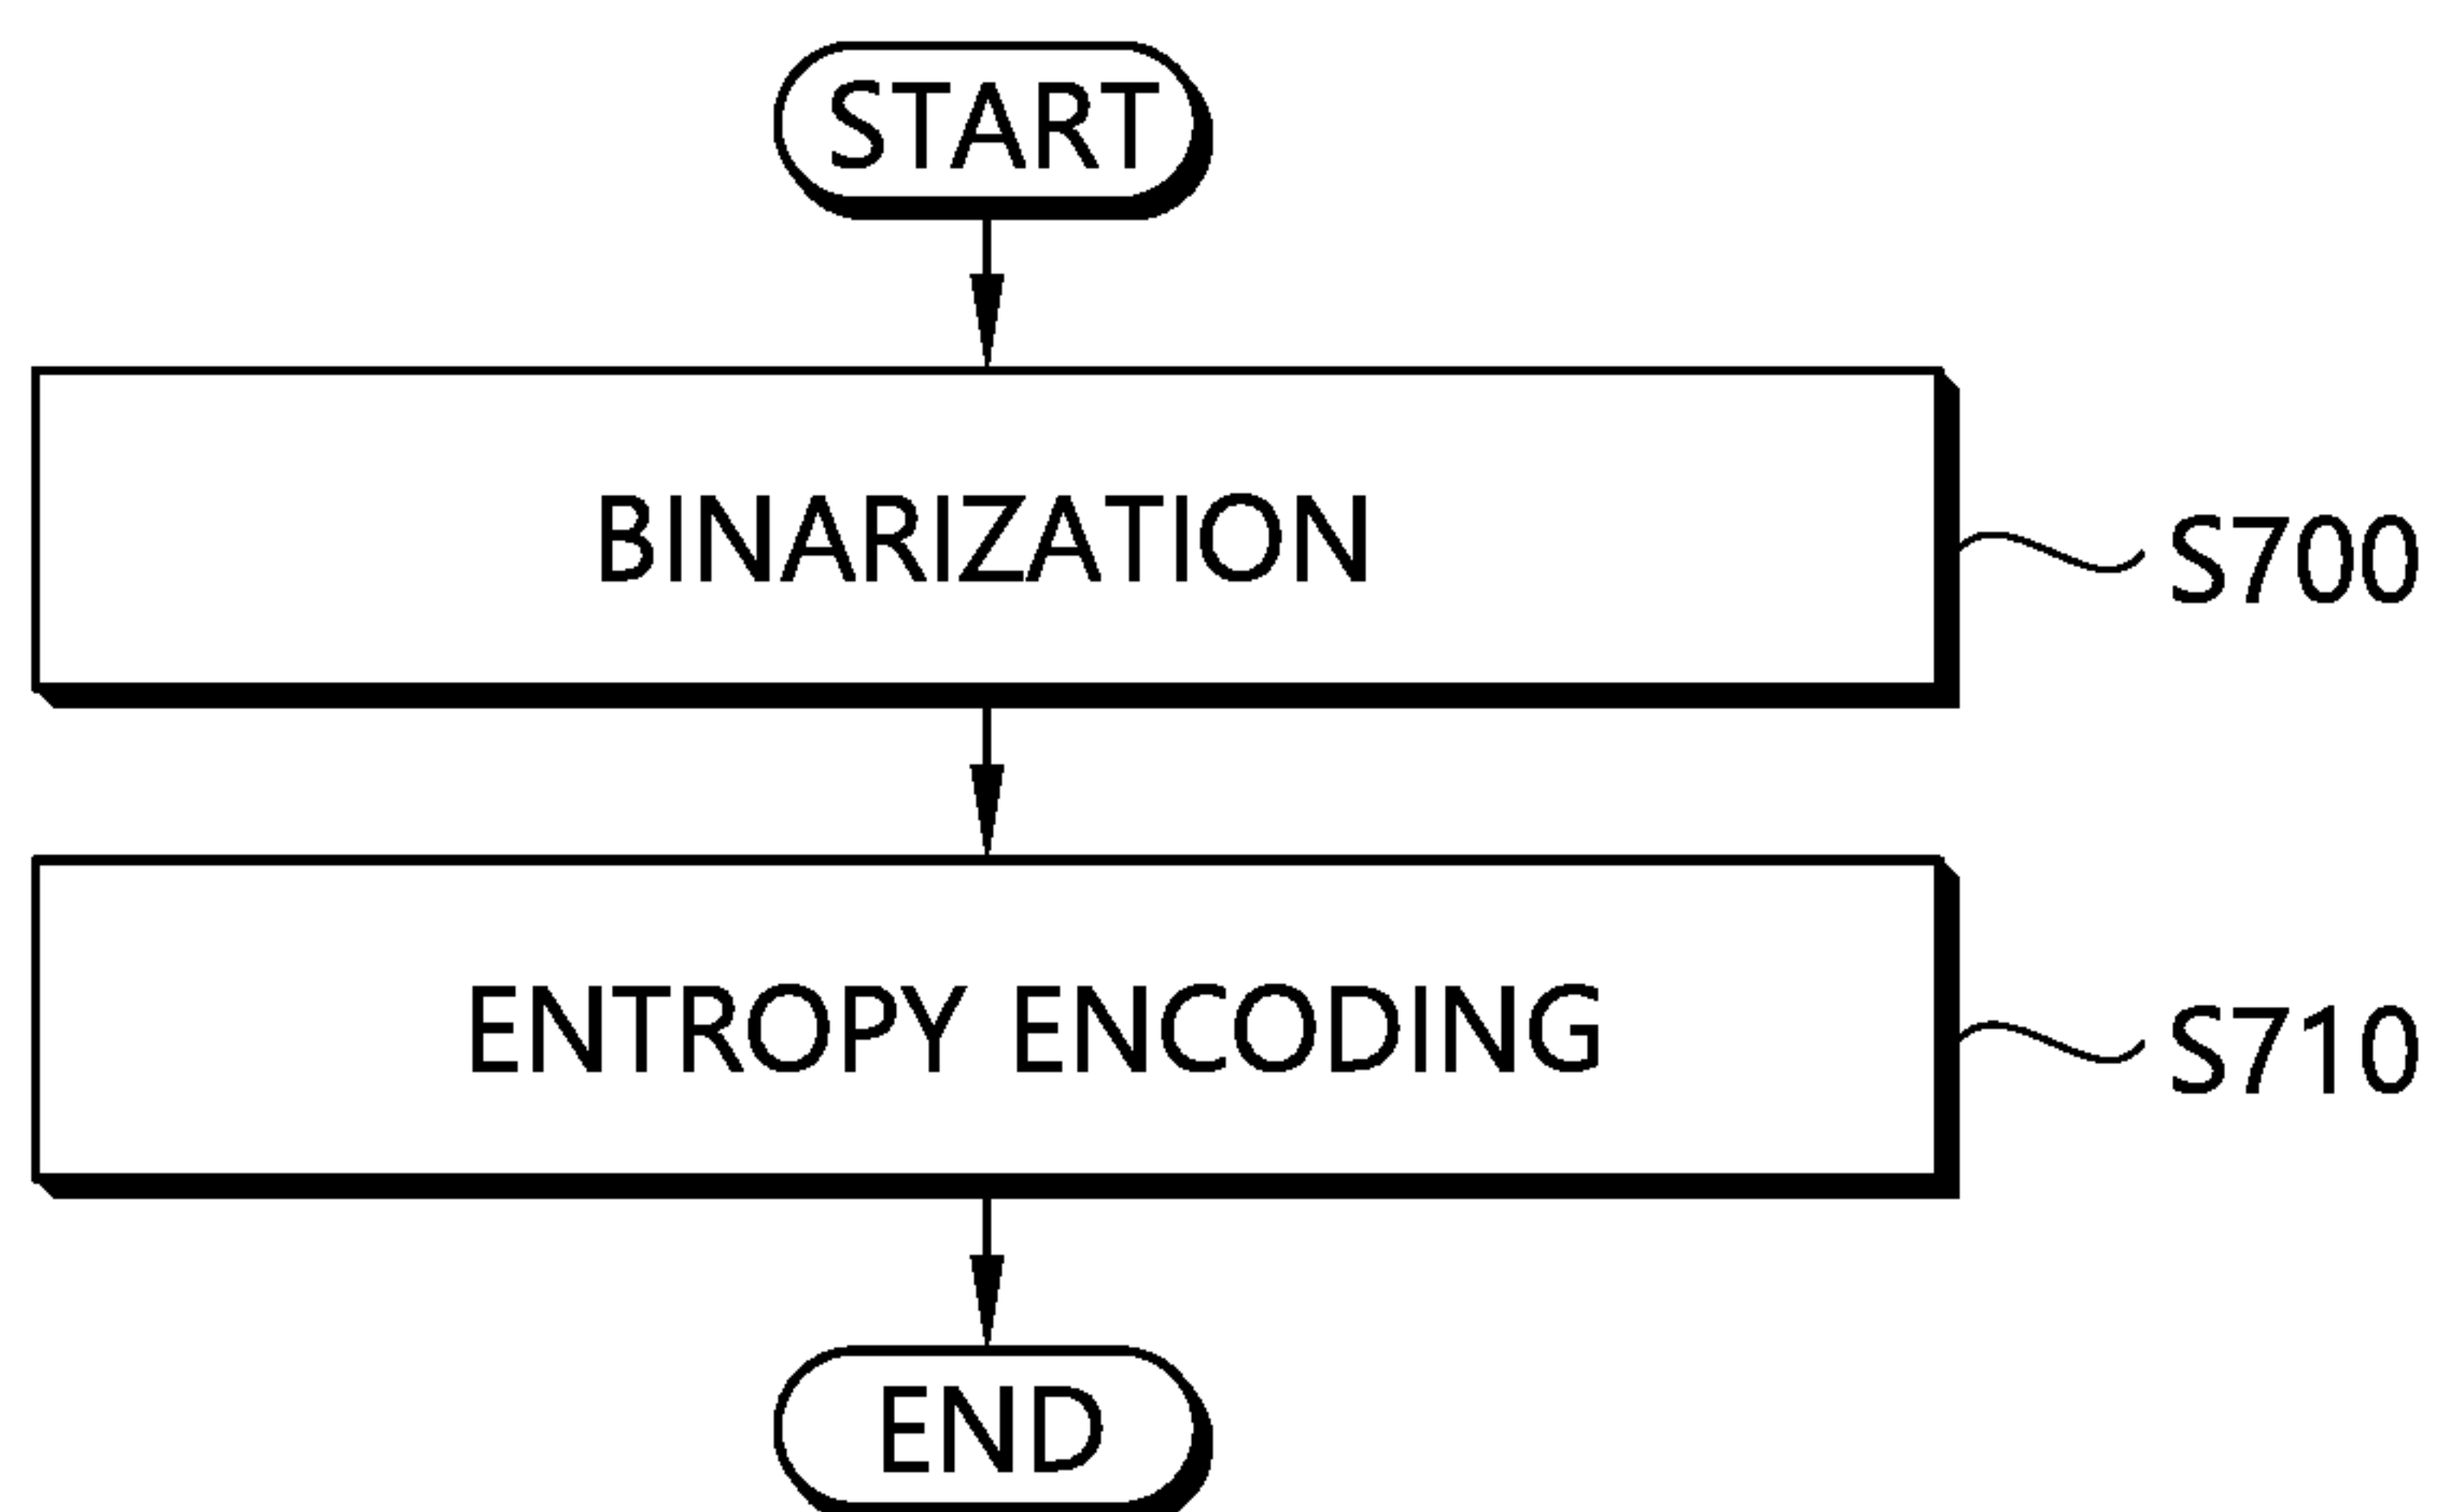 START
BINARIZATION
S700
ENTROPY ENCODING
S710
END